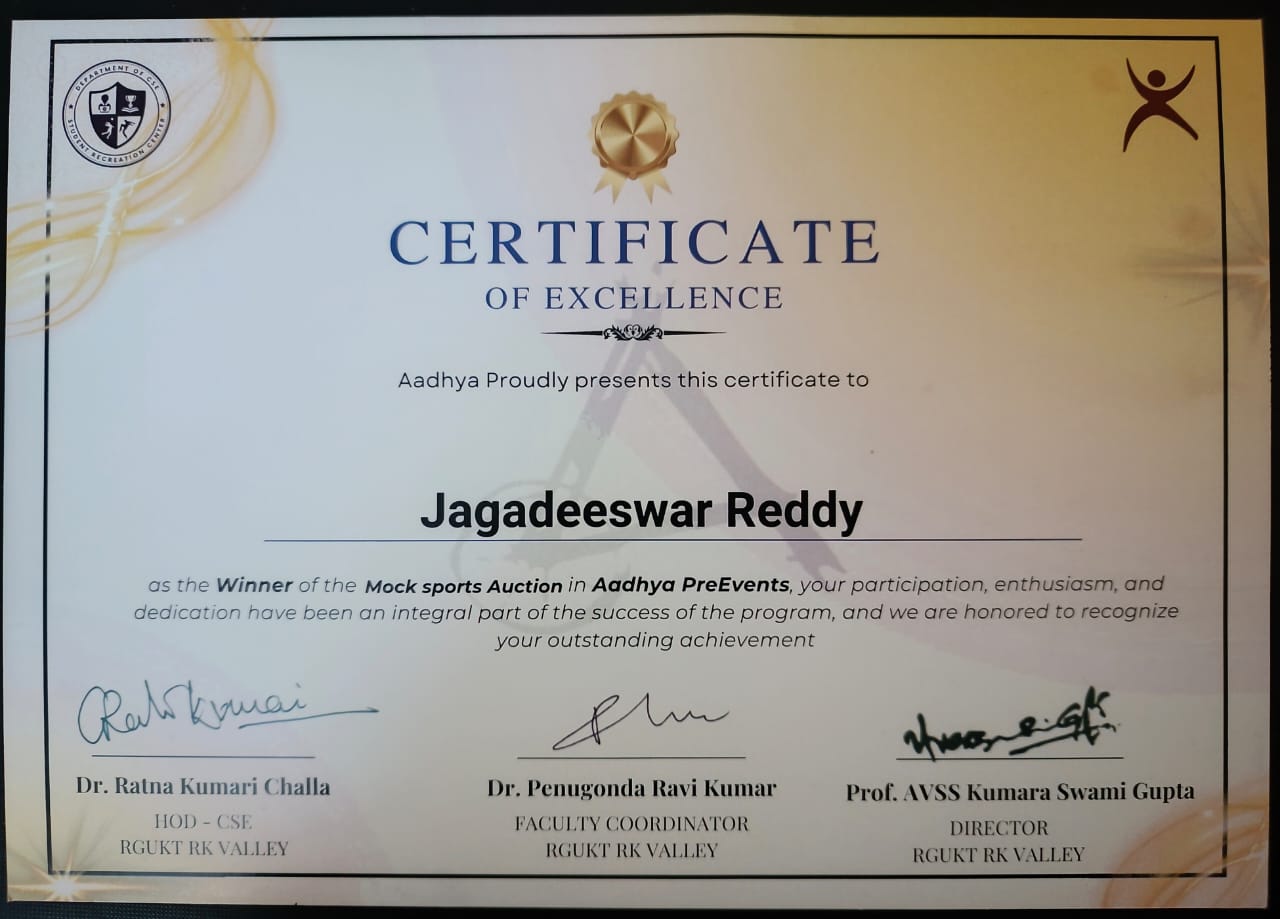 DEPARTMENT OF CSE
STUDENT RECREATION CENTER
CERTIFICATE
OF EXCELLENCE
Aadhya Proudly presents this certificate to
Jagadeeswar Reddy
as the Winner of the Mock sports Auction in Aadhya PreEvents, your participation, enthusiasm, and
dedication have been an integral part of the success of the program, and we are honored to recognize
your outstanding achievement
Dr. Ratna Kumari Challa
HOD - CSE
RGUKT RK VALLEY
Dr. Penugonda Ravi Kumar
FACULTY COORDINATOR
RGUKT RK VALLEY
Prof. AVSS Kumara Swami Gupta
DIRECTOR
RGUKT RK VALLEY